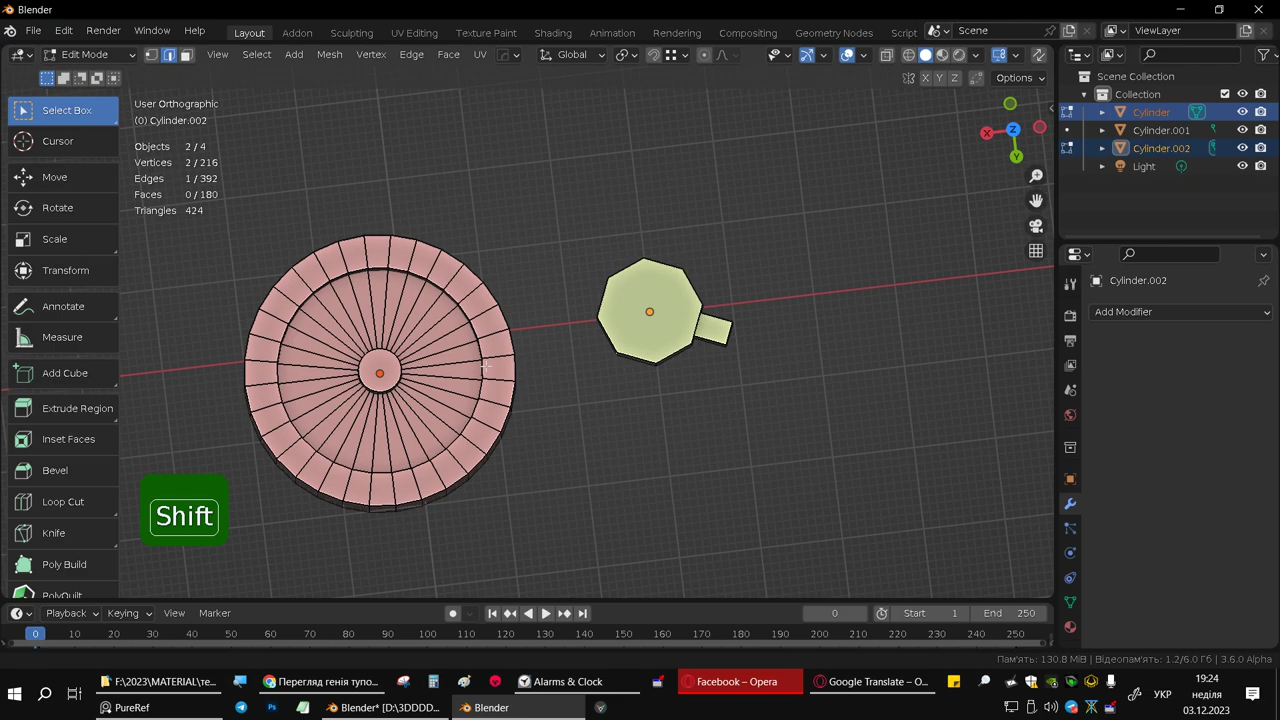 Blender
File Edit Render Window Help Layout Addon Sculpting UV Editing Texture Paint Shading Animation Rendering Compositing Geometry Nodes Script Scene ViewLayer
Edit Mode View Select Add Mesh Vertex Edge Face UV Global
X Y Z Options
Scene Collection
Collection
Cylinder
Cylinder.001
Cylinder.002
Light
Select Box
Cursor
Move
Rotate
Scale
Transform
Annotate
Measure
Add Cube
Extrude Region
Inset Faces
Bevel
Loop Cut
Knife
Poly Build
PolyQuilt
User Orthographic
(0) Cylinder.002
Objects 2/4
Vertices 2/216
Edges 1/392
Faces 0/180
Triangles 424
X Z Y
Shift
Cylinder.002
Add Modifier
Playback Keying View Marker 0 Start 1 End 250
0 10 20 30 40 50 60 70 80 90 100 110 120 130 140 150 160 170 180 190 200 210 220 230 240 250
Пам'ять: 130.8 MiB | Відеопам'ять: 1.2/6.0 Гб | 3.6.0 Alpha
F:\2023\MATERIAL\те... Перегляд генія тупо... Alarms & Clock Facebook – Opera Google Translate – O...
PureRef Blender* [D:\3DDDD... Blender
УКР
19:24
неділя
03.12.2023